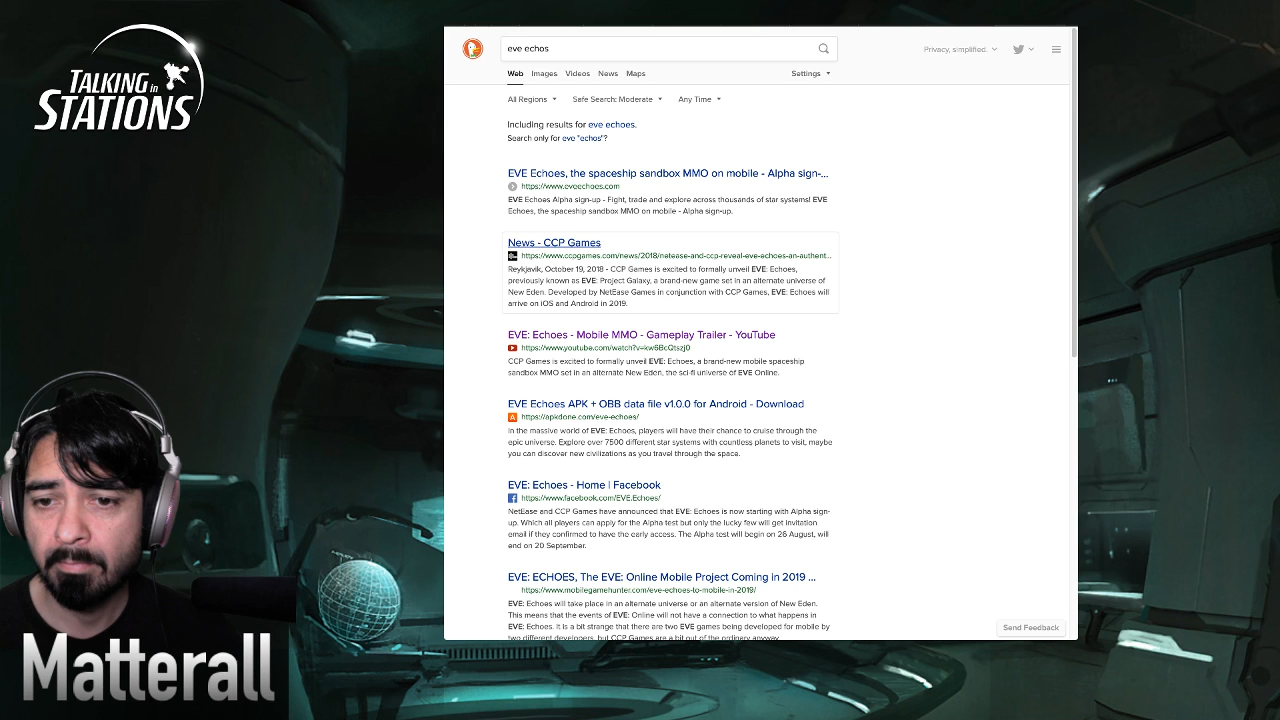 TALKING in
STATIONS
eve echos
Privacy, simplified.
Web Images Videos News Maps
Settings
All Regions Safe Search: Moderate Any Time
Including results for eve echoes.
Search only for eve "echos"?
EVE Echoes, the spaceship sandbox MMO on mobile - Alpha sign-...
https://www.eveechoes.com
EVE Echoes Alpha sign-up - Fight, trade and explore across thousands of star systems! EVE
Echoes, the spaceship sandbox MMO on mobile - Alpha sign-up.
News - CCP Games
https://www.ccpgames.com/news/2018/netease-and-ccp-reveal-eve-echoes-an-authent...
Reykjavik, October 19, 2018 - CCP Games is excited to formally unveil EVE: Echoes,
previously known as EVE: Project Galaxy, a brand-new game set in an alternate universe of
New Eden. Developed by NetEase Games in conjunction with CCP Games, EVE: Echoes will
arrive on iOS and Android in 2019.
EVE: Echoes - Mobile MMO - Gameplay Trailer - YouTube
https://www.youtube.com/watch?v=kw6BcQtszj0
CCP Games is excited to formally unveil EVE: Echoes, a brand-new mobile spaceship
sandbox MMO set in an alternate New Eden, the sci-fi universe of EVE Online.
EVE Echoes APK + OBB data file v1.0.0 for Android - Download
A https://apkdone.com/eve-echoes/
In the massive world of EVE: Echoes, players will have their chance to cruise through the
epic universe. Explore over 7500 different star systems with countless planets to visit, maybe
you can discover new civilizations as you travel through the space.
EVE: Echoes - Home | Facebook
https://www.facebook.com/EVE.Echoes/
NetEase and CCP Games have announced that EVE: Echoes is now starting with Alpha sign-
up. Which all players can apply for the Alpha test but only the lucky few will get invitation
email if they confirmed to have the early access. The Alpha test will begin on 26 August, will
end on 20 September.
EVE: ECHOES, The EVE: Online Mobile Project Coming in 2019 ...
https://www.mobilegamehunter.com/eve-echoes-to-mobile-in-2019/
EVE: Echoes will take place in an alternate universe or an alternate version of New Eden.
This means that the events of EVE: Online will not have a connection to what happens in
EVE: Echoes. It is a bit strange that there are two EVE games being developed for mobile by
two different developers, but CCP Games are a bit out of the ordinary anyway
Send Feedback
Matterall